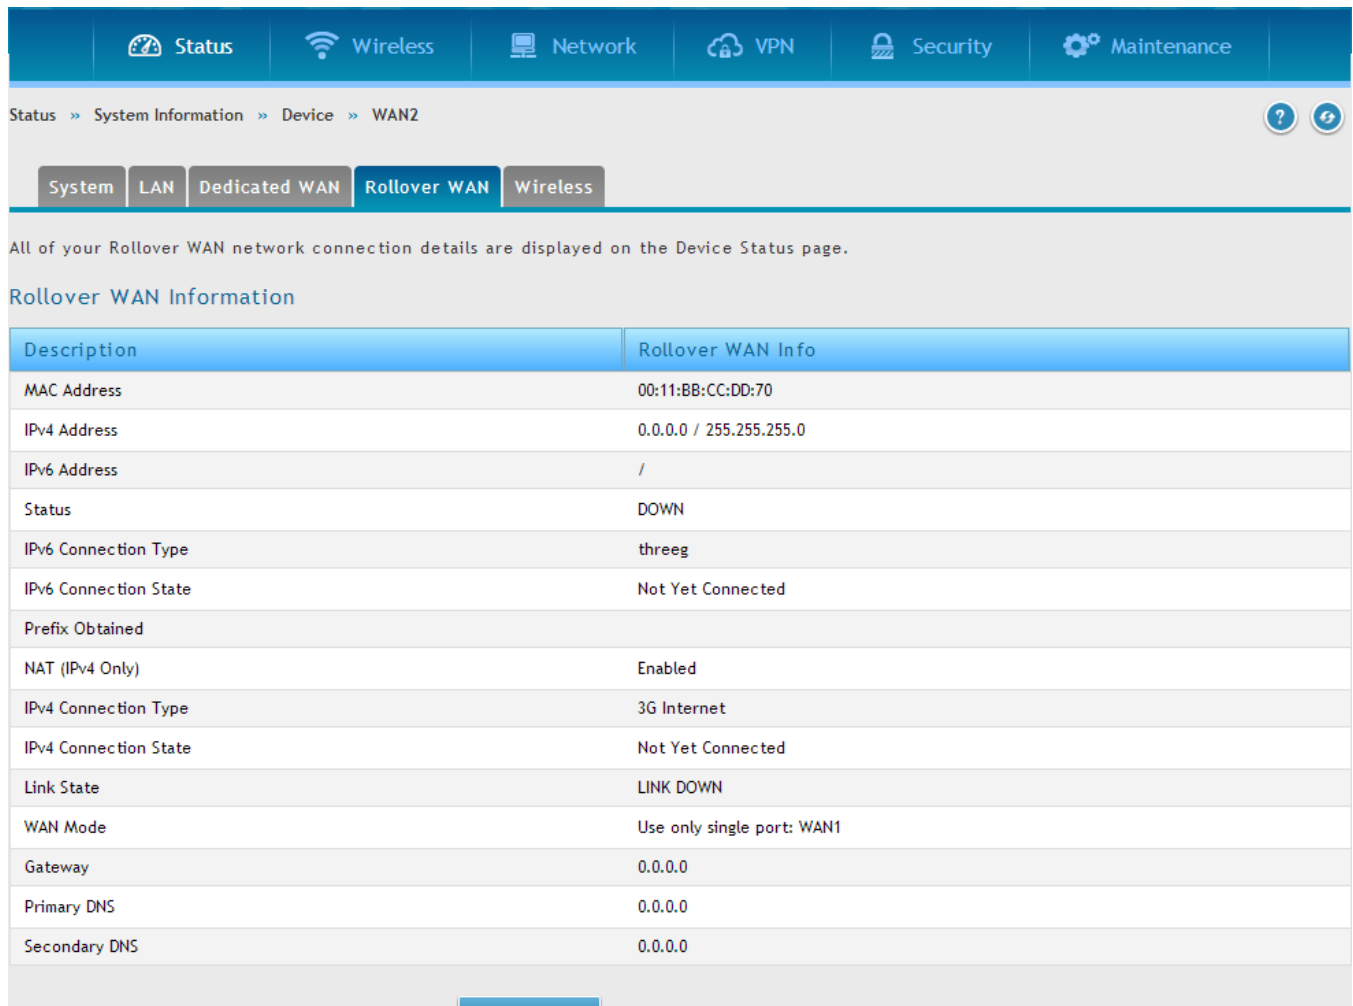 Status Wireless Network VPN Security Maintenance
Status » System Information » Device » WAN2
?
System LAN Dedicated WAN Rollover WAN Wireless
All of your Rollover WAN network connection details are displayed on the Device Status page.
Rollover WAN Information
Description Rollover WAN Info
MAC Address 00:11:BB:CC:DD:70
IPv4 Address 0.0.0.0 / 255.255.255.0
IPv6 Address /
Status DOWN
IPv6 Connection Type threeg
IPv6 Connection State Not Yet Connected
Prefix Obtained
NAT (IPv4 Only) Enabled
IPv4 Connection Type 3G Internet
IPv4 Connection State Not Yet Connected
Link State LINK DOWN
WAN Mode Use only single port: WAN1
Gateway 0.0.0.0
Primary DNS 0.0.0.0
Secondary DNS 0.0.0.0